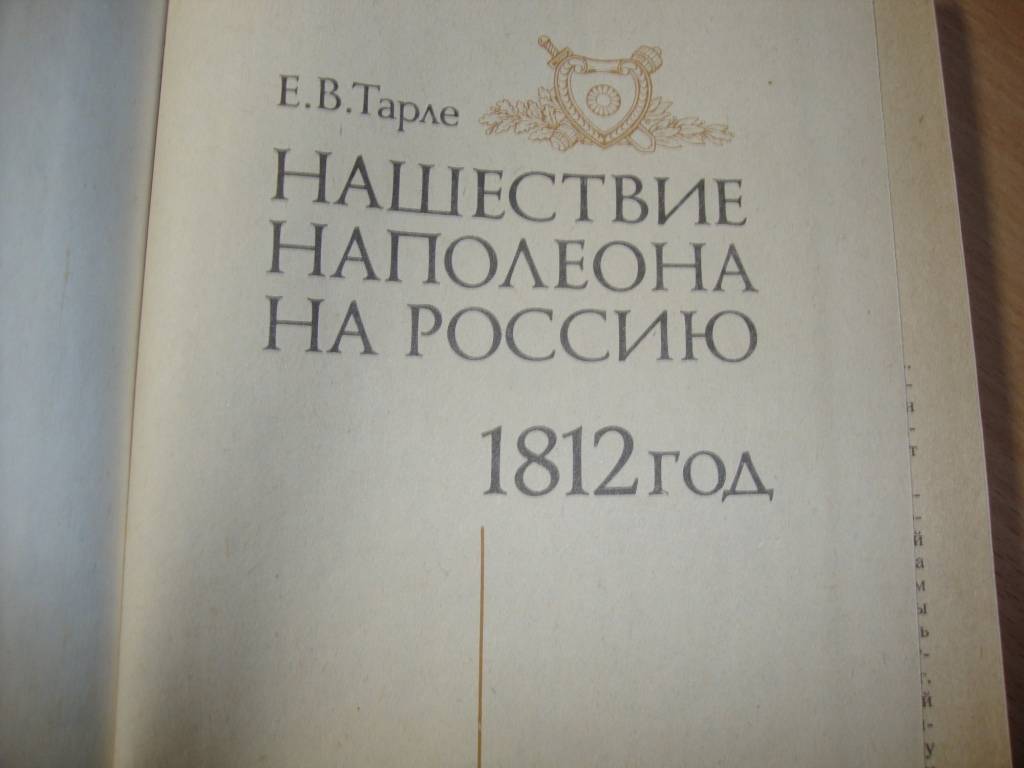 Е.В.Тарле
НАШЕСТВИЕ
НАПОЛЕОНА
НА РОССИЮ
1812 год